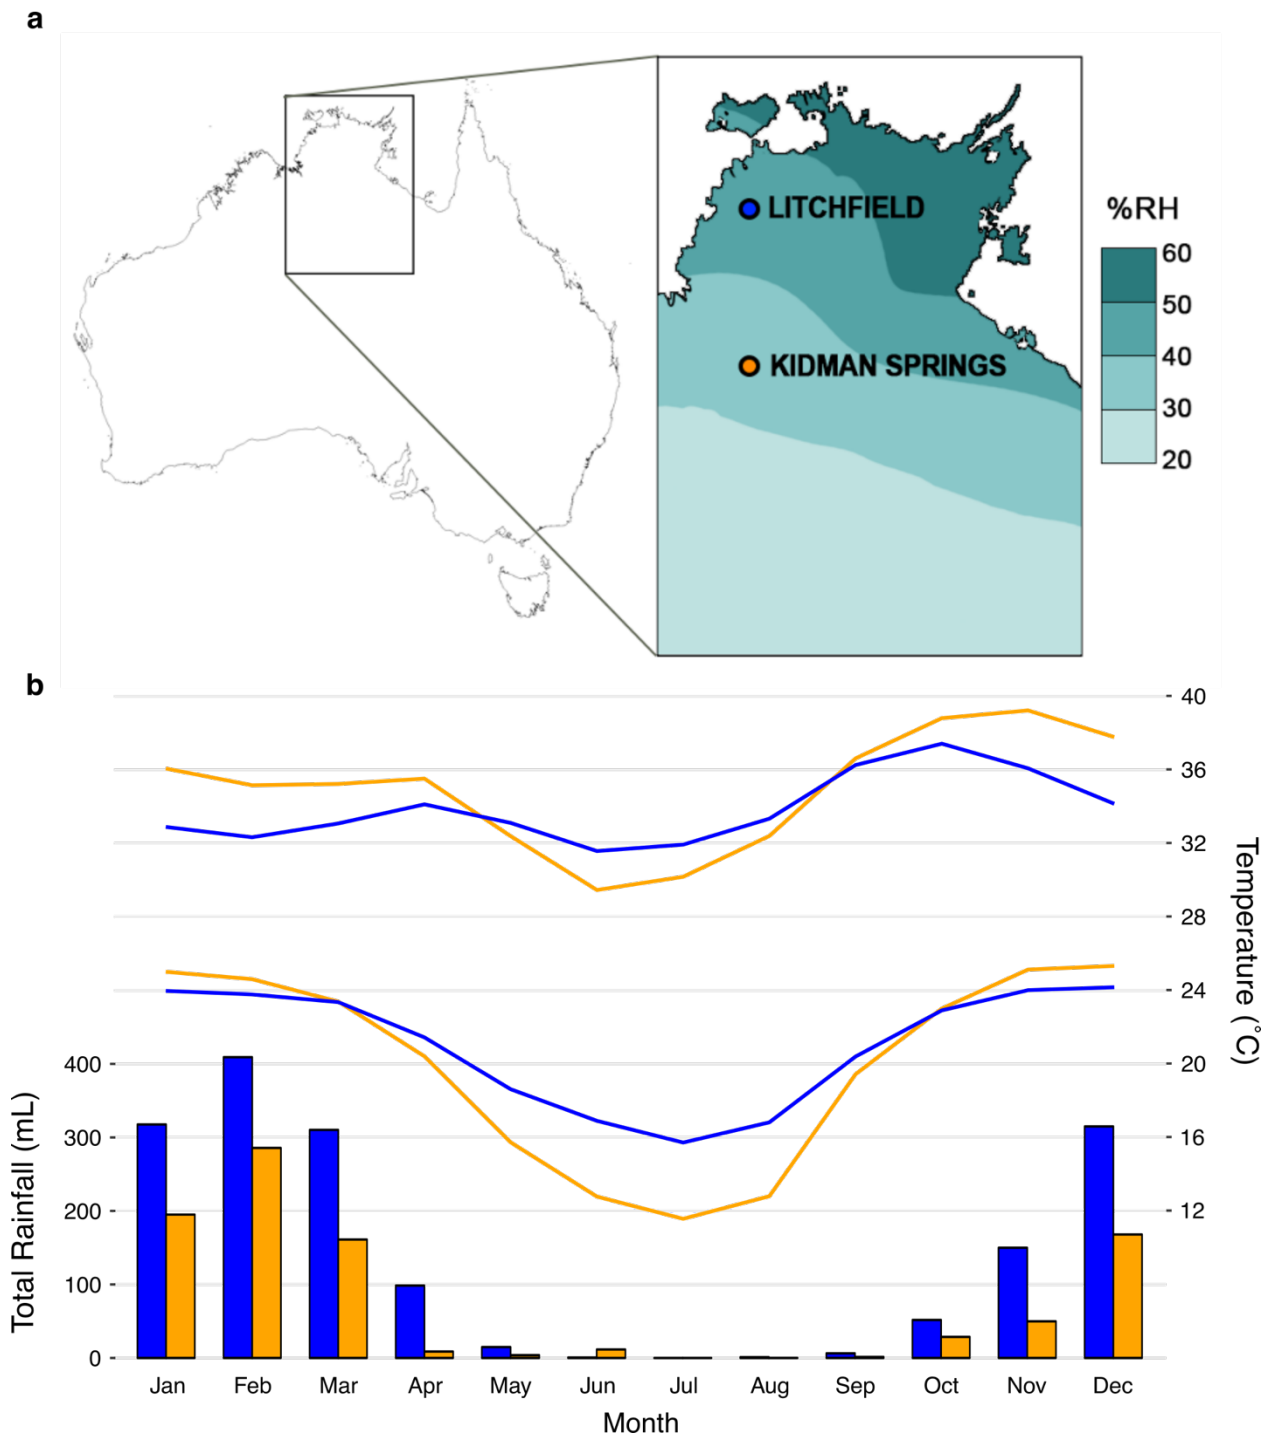 a
LITCHFIELD
KIDMAN SPRINGS
%RH
60
50
40
30
20
b
40
36
32
28
24
20
16
12
Temperature (˚C)
400
300
200
100
0
Total Rainfall (mL)
Jan Feb Mar Apr May Jun Jul Aug Sep Oct Nov Dec
Month